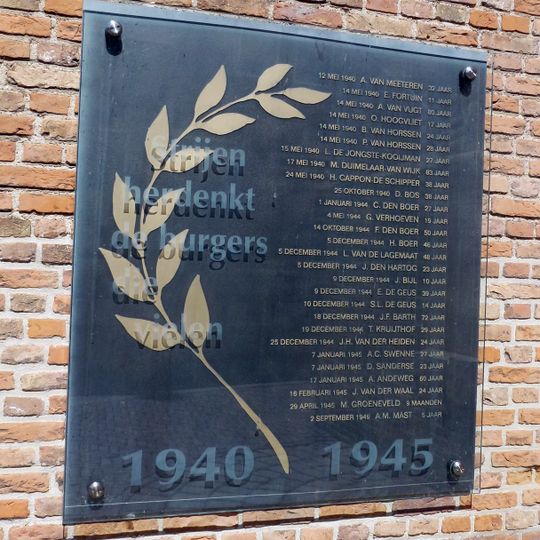 strijen
herdenkt
de burgers
die
vielen
12 MEI 1940 A. VAN MEETEREN 32 JAAR
14 MEI 1940 E. FORTUIN 11 JAAR
14 MEI 1940 A. VAN VUGT 80 JAAR
14 MEI 1940 O. HOOGVLIET 17 JAAR
14 MEI 1940 B. VAN HORSSEN 24 JAAR
14 MEI 1940 P. VAN HORSSEN 28 JAAR
15 MEI 1940 L. DE JONGSTE-KOOIJMAN 27 JAAR
17 MEI 1940 M. DUIMELAAR-VAN WIJK 83 JAAR
24 MEI 1940 H. CAPPON-DE SCHIPPER 38 JAAR
25 OKTOBER 1940 D. BOS 38 JAAR
1 JANUARI 1944 C. DEN BOER 27 JAAR
4 MEI 1944 G. VERHOEVEN 19 JAAR
14 OKTOBER 1944 F. DEN BOER 50 JAAR
5 DECEMBER 1944 H. BOER 46 JAAR
5 DECEMBER 1944 L. VAN DE LAGEMAAT 48 JAAR
5 DECEMBER 1944 J. DEN HARTOG 23 JAAR
9 DECEMBER 1944 J. BIJL 10 JAAR
9 DECEMBER 1944 E. DE GEUS 39 JAAR
10 DECEMBER 1944 S.L. DE GEUS 14 JAAR
18 DECEMBER 1944 J.F. BARTH 72 JAAR
19 DECEMBER 1944 T. KRUIJTHOF 29 JAAR
25 DECEMBER 1944 J.H. VAN DER HEIDEN 24 JAAR
7 JANUARI 1945 A.C. SWENNE 27 JAAR
7 JANUARI 1945 D. SANDERSE 23 JAAR
17 JANUARI 1945 A. ANDEWEG 60 JAAR
16 FEBRUARI 1945 J. VAN DER WAAL 24 JAAR
29 APRIL 1945 M. GROENEVELD 9 MAANDEN
2 SEPTEMBER 1945 A.M. MAST 5 JAAR
1940 1945